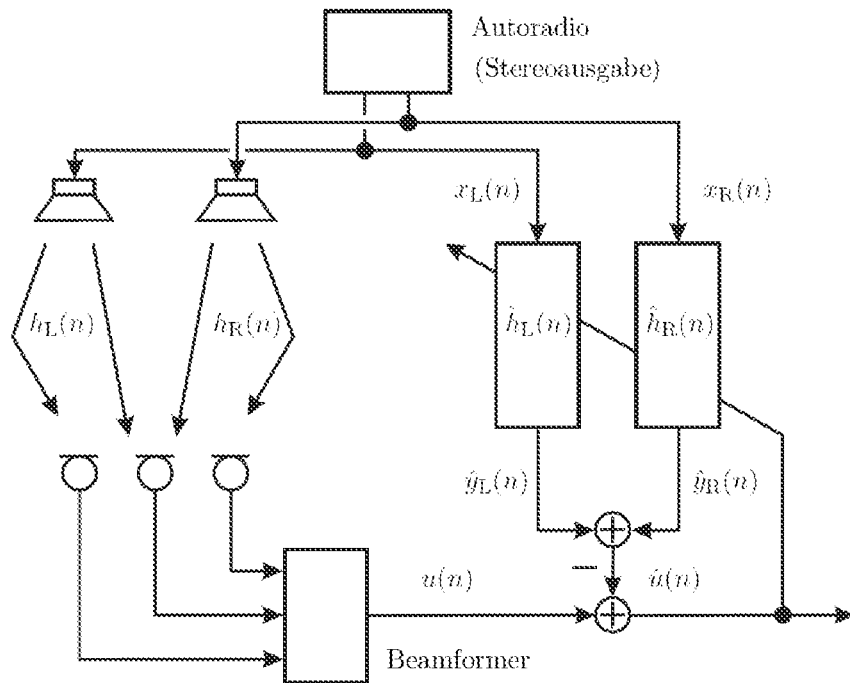 Autoradio
(Stereoausgabe)
x_L(n)
x_R(n)
h_L(n)
h_R(n)
ĥ_L(n)
ĥ_R(n)
ŷ_L(n)
ŷ_R(n)
+
−
u(n)
û(n)
+
Beamformer